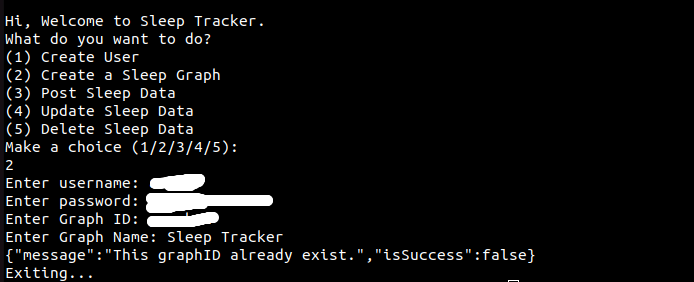 Hi, Welcome to Sleep Tracker.
What do you want to do?
(1) Create User
(2) Create a Sleep Graph
(3) Post Sleep Data
(4) Update Sleep Data
(5) Delete Sleep Data
Make a choice (1/2/3/4/5):
2
Enter username:
Enter password:
Enter Graph ID:
Enter Graph Name: Sleep Tracker
{"message":"This graphID already exist.","isSuccess":false}
Exiting...